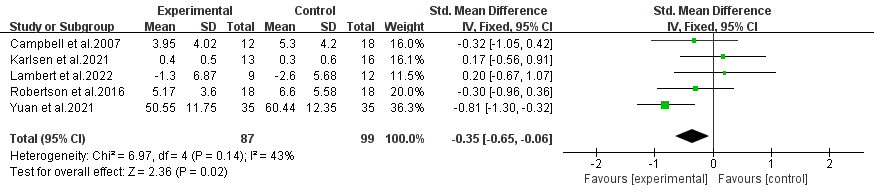 Experimental Control Std. Mean Difference Std. Mean Difference
Study or Subgroup Mean SD Total Mean SD Total Weight IV, Fixed, 95% CI IV, Fixed, 95% CI
Campbell et al.2007 3.95 4.02 12 5.3 4.2 18 16.0% -0.32 [-1.05, 0.42]
Karlsen et al.2021 0.4 0.5 13 0.3 0.6 16 16.2% 0.17 [-0.56, 0.91]
Lambert et al.2022 -1.3 6.87 9 -2.6 5.68 12 11.5% 0.20 [-0.67, 1.07]
Robertson et al.2016 5.17 3.6 18 6.6 5.58 18 20.0% -0.30 [-0.96, 0.36]
Yuan et al.2021 50.55 11.75 35 60.44 12.35 35 36.3% -0.81 [-1.30, -0.32]
Total (95% CI) 87 99 100.0% -0.35 [-0.65, -0.06]
Heterogeneity: Chi² = 6.97, df = 4 (P = 0.14); I² = 43%
Test for overall effect: Z = 2.36 (P = 0.02)
-2 -1 0 1 2
Favours [experimental] Favours [control]